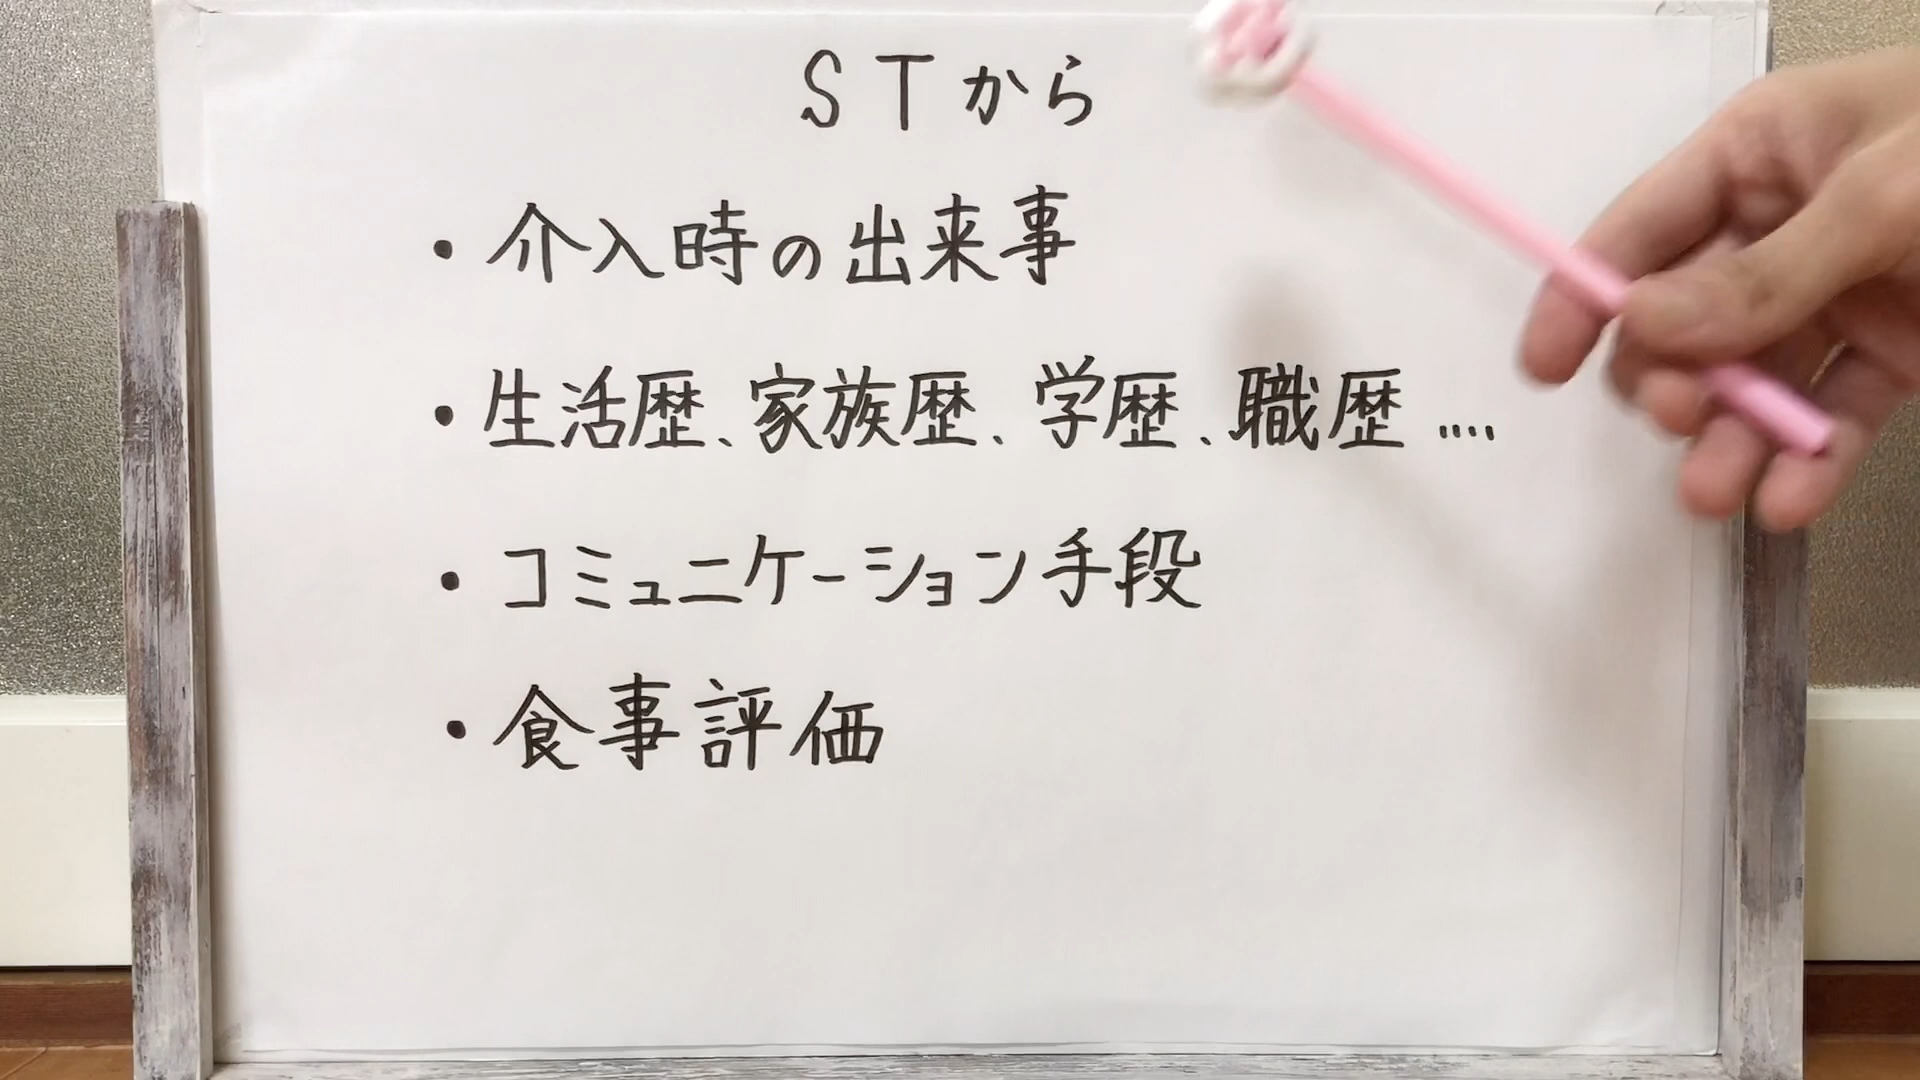 STから
・介入時の出来事
・生活歴、家族歴、学歴、職歴....
・コミュニケーション手段
・食事評価